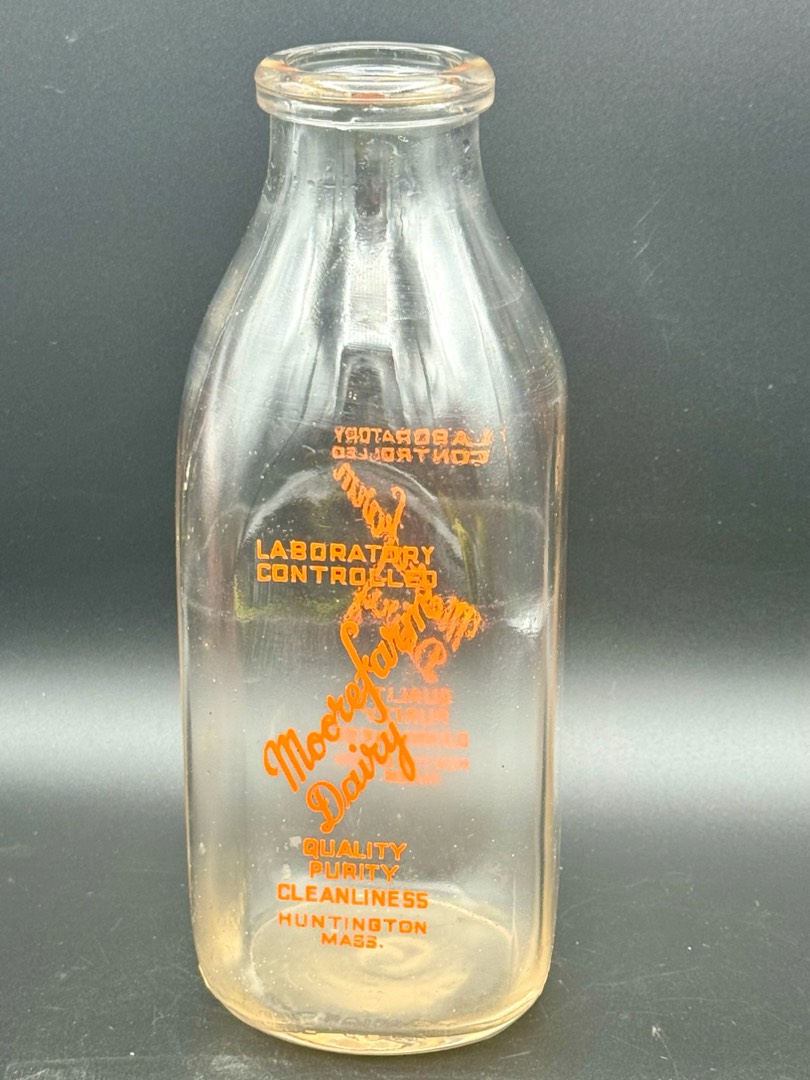 LABORATORY
CONTROLLED
Moorefarm
Dairy
QUALITY
PURITY
CLEANLINESS
HUNTINGTON
MASS.